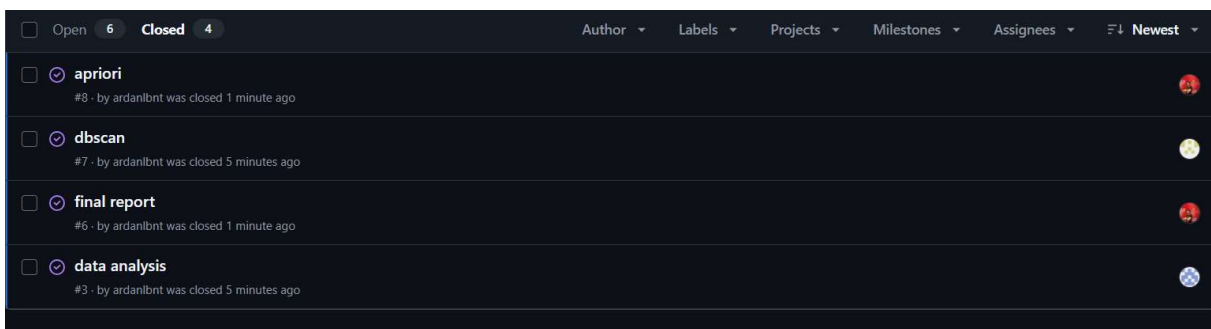 Open 6 Closed 4 Author Labels Projects Milestones Assignees Newest
apriori
#8 · by ardanlbnt was closed 1 minute ago
dbscan
#7 · by ardanlbnt was closed 5 minutes ago
final report
#6 · by ardanlbnt was closed 1 minute ago
data analysis
#3 · by ardanlbnt was closed 5 minutes ago